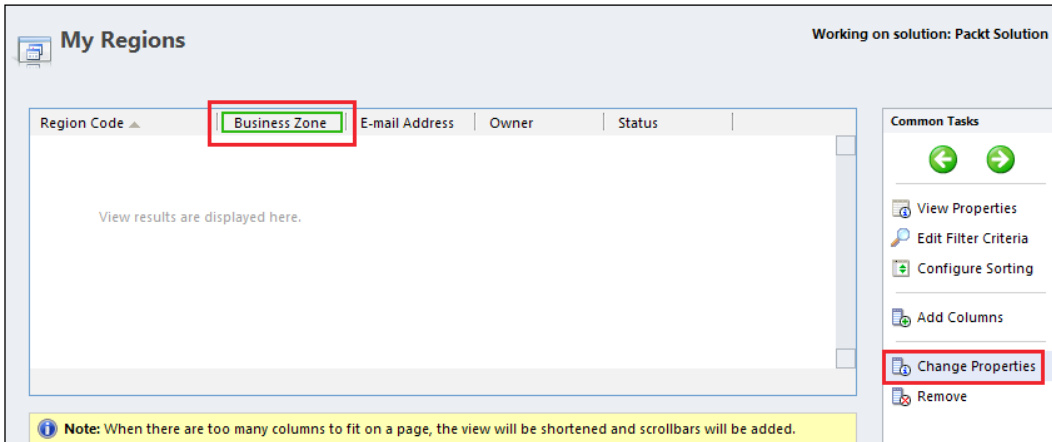 My Regions
Working on solution: Packt Solution
Region Code Business Zone E-mail Address Owner Status
View results are displayed here.
Common Tasks
View Properties
Edit Filter Criteria
Configure Sorting
Add Columns
Change Properties
Remove
Note: When there are too many columns to fit on a page, the view will be shortened and scrollbars will be added.